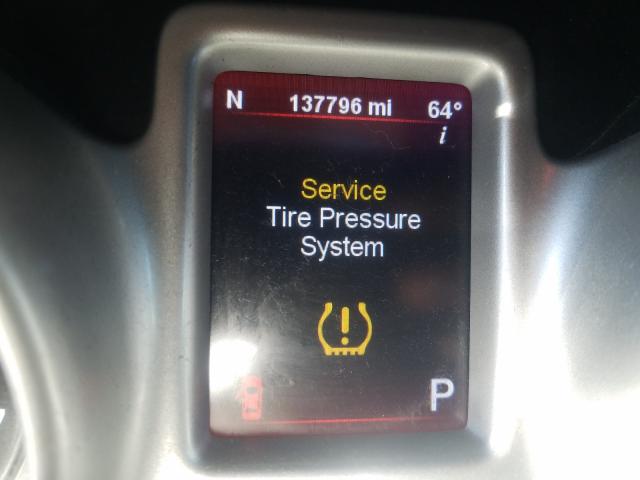 N 137796 mi 64°
i
Service
Tire Pressure
System
!
P